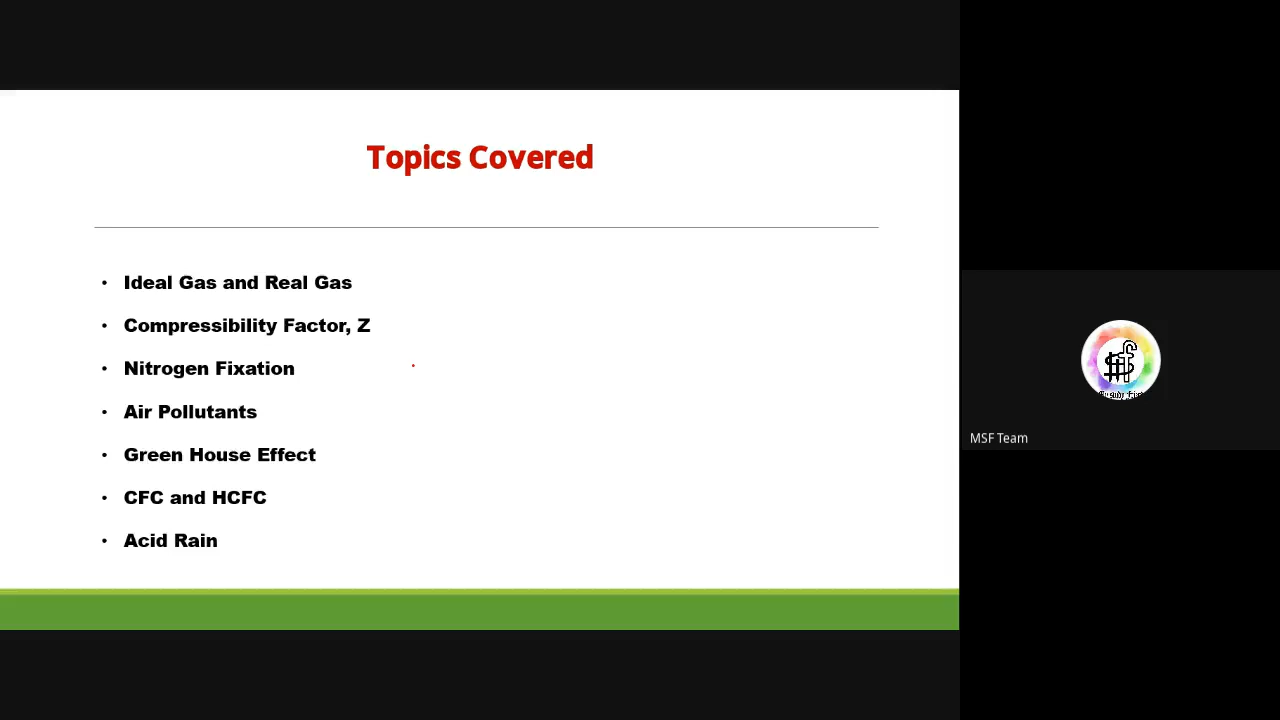 Topics Covered
• Ideal Gas and Real Gas
• Compressibility Factor, Z
• Nitrogen Fixation
• Air Pollutants
• Green House Effect
• CFC and HCFC
• Acid Rain
MSF Team